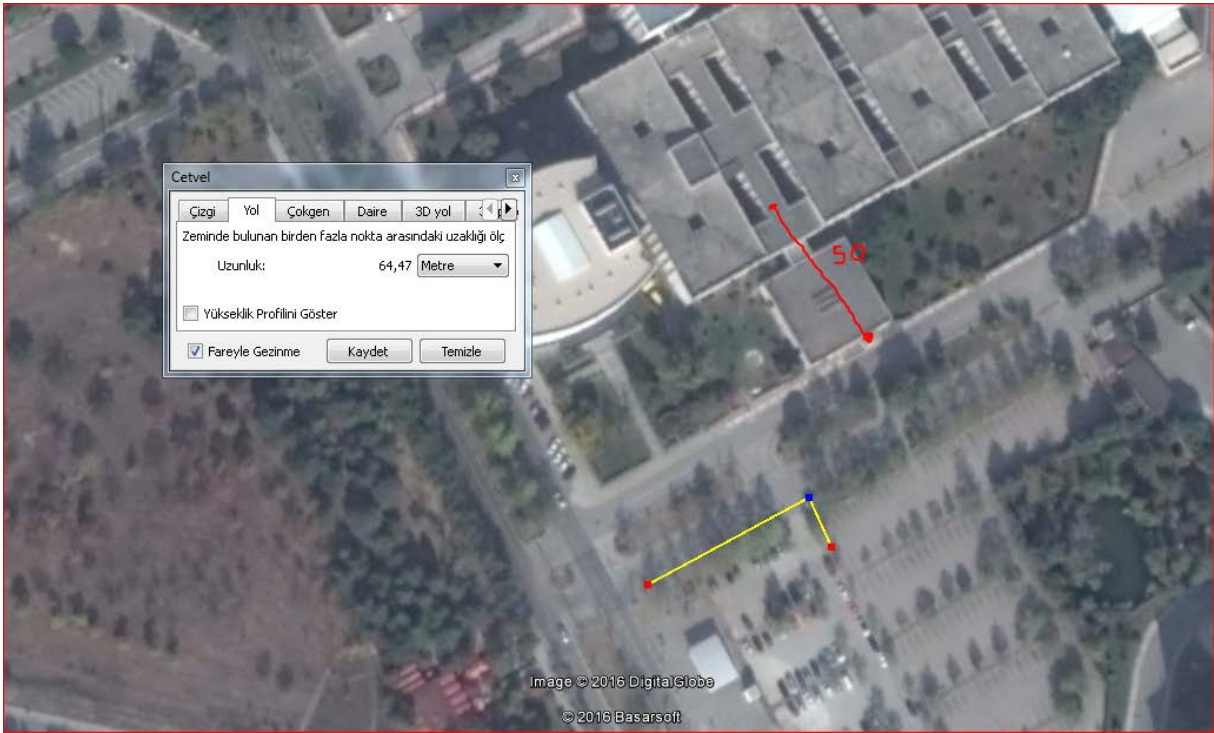 Cetvel
Çizgi Yol Çokgen Daire 3D yol
Zeminde bulunan birden fazla nokta arasındaki uzaklığı ölç
Uzunluk: 64,47 Metre
Yükseklik Profilini Göster
Fareyle Gezinme Kaydet Temizle
50
Image © 2016 DigitalGlobe
© 2016 Basarsoft